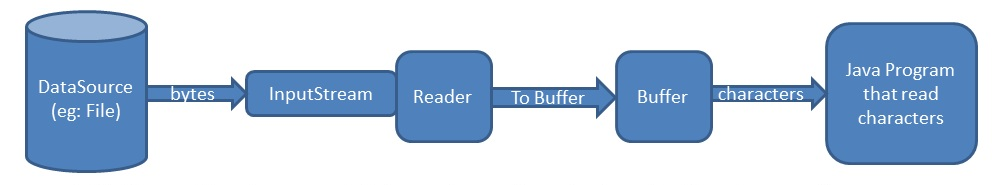 DataSource
(eg: File)
bytes
InputStream
Reader
To Buffer
Buffer
characters
Java Program
that read
characters